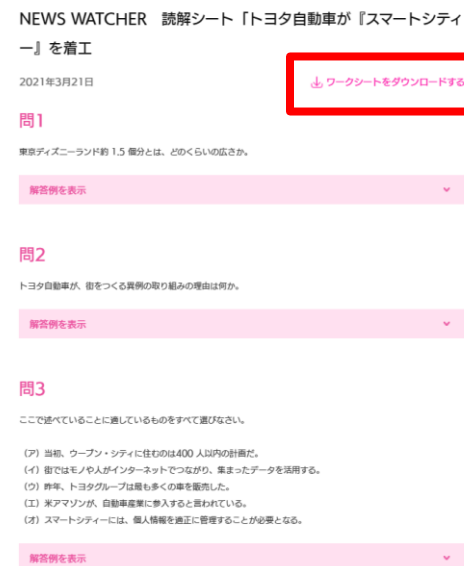 NEWS WATCHER　読解シート「トヨタ自動車が『スマートシティ
ー』を着工
2021年3月21日
ワークシートをダウンロードする
問1
東京ディズニーランド約 1.5 個分とは、どのくらいの広さか。
解答例を表示
問2
トヨタ自動車が、街をつくる異例の取り組みの理由は何か。
解答例を表示
問3
ここで述べていることに適しているものをすべて選びなさい。
（ア）当初、ウーブン・シティに住むのは400 人以内の計画だ。
（イ）街ではモノや人がインターネットでつながり、集まったデータを活用する。
（ウ）昨年、トヨタグループは最も多くの車を販売した。
（エ）米アマゾンが、自動車産業に参入すると言われている。
（オ）スマートシティーには、個人情報を適正に管理することが必要となる。
解答例を表示